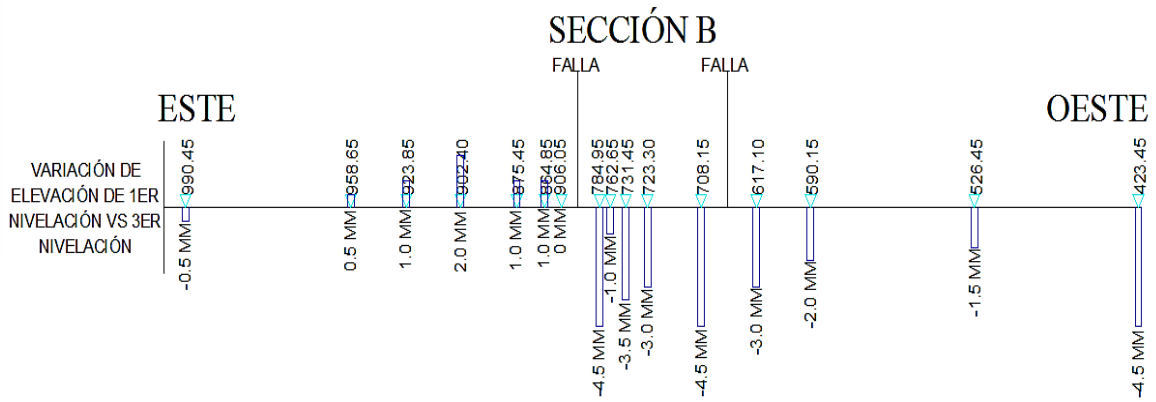 SECCIÓN B
FALLA
FALLA
ESTE
OESTE
VARIACIÓN DE
ELEVACIÓN DE 1ER
NIVELACIÓN VS 3ER
NIVELACIÓN
990.45
958.65
923.85
902.40
875.45
864.85
906.05
784.95
762.65
731.45
723.30
708.15
617.10
590.15
526.45
423.45
-0.5 MM
0.5 MM
1.0 MM
2.0 MM
1.0 MM
1.0 MM
0 MM
-4.5 MM
-1.0 MM
-3.5 MM
-3.0 MM
-4.5 MM
-3.0 MM
-2.0 MM
-1.5 MM
-4.5 MM